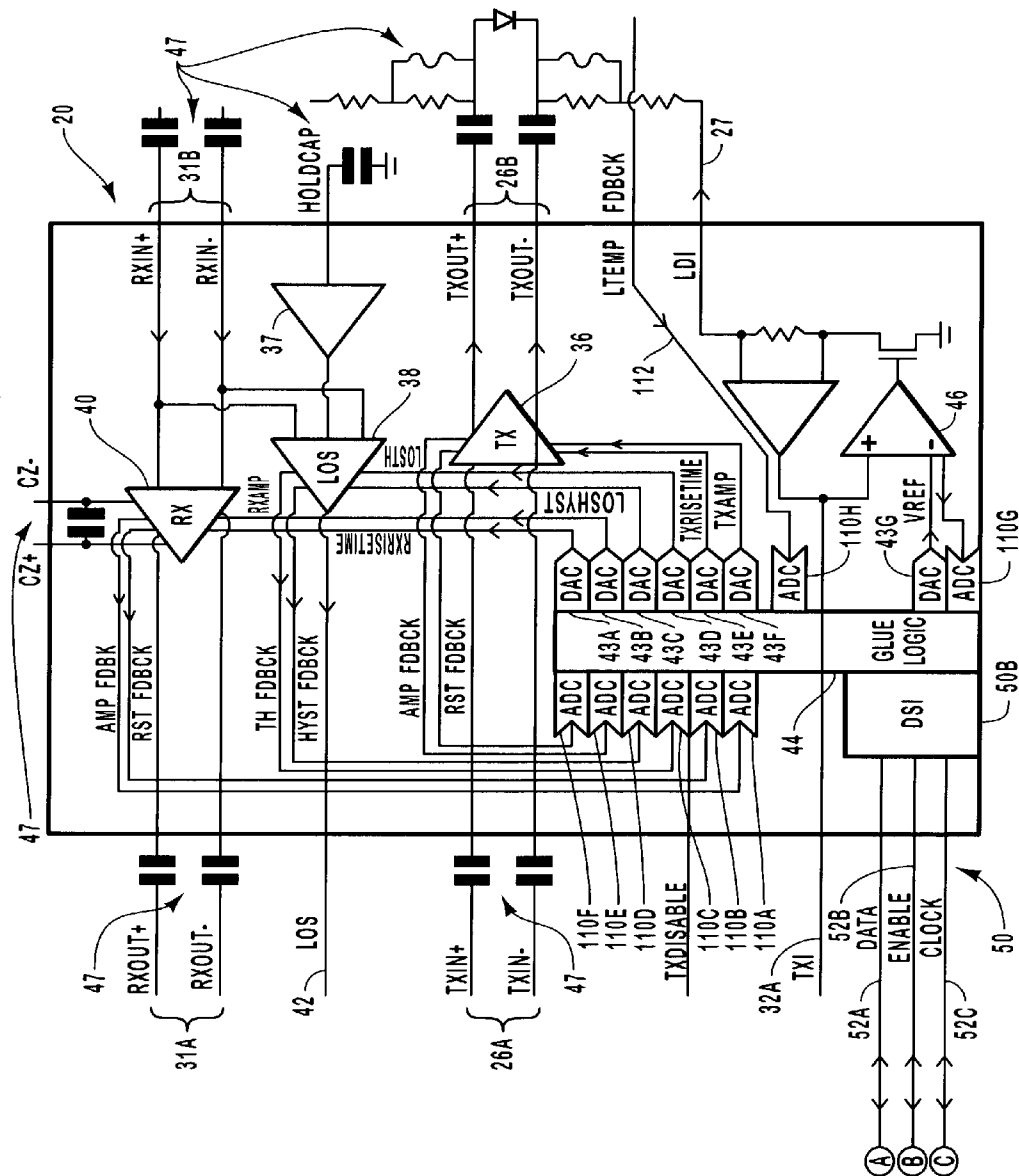 47
20
31B
RXIN+
RXIN-
HOLDCAP
26B
TXOUT+
TXOUT-
LTEMP FDBCK
LDI
27
CZ-
CZ+
47
40
RX
37
38
LOS
36
TX
112
46
+
-
RXAMP
RXRISETIME
LOSTH
LOSHYST
TXRISETIME
TXAMP
AMP FDBK
RST FDBCK
TH FDBCK
HYST FDBCK
AMP FDBCK
RST FDBCK
DAC
DAC
DAC
DAC
DAC
DAC
43A
43B
43C
43D
43E
43F
ADC
110H
VREF
DAC
43G
ADC
110G
GLUE
LOGIC
44
DSI
50B
ADC
ADC
ADC
ADC
ADC
ADC
110F
110E
110D
110C
110B
110A
47
RXOUT+
RXOUT-
31A
LOS
42
TXIN+
TXIN-
26A
47
TXDISABLE
TXI
32A
DATA
52A
ENABLE
52B
CLOCK
52C
50
A
B
C